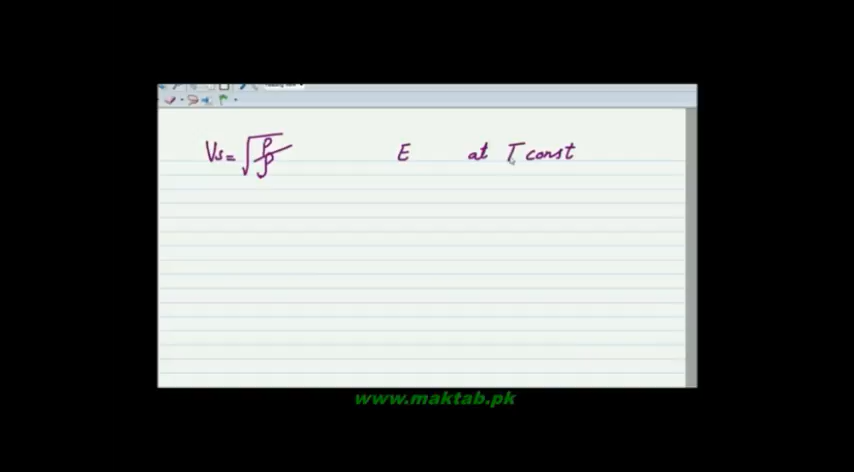 Vs = √P/ρ E at T const
www.maktab.pk